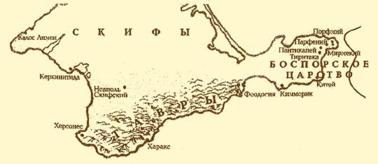 СКИФЫ
Калос Лимен
Порфмий
Парфений
Пантикапей
Мирмекий
Тиритака
БОСПОРСКОЕ
ЦАРСТВО
Керкинитида
Неаполь
Скифский
Китей
Киммерик
Феодосия
ТАВРЫ
Херсонес
Харакс